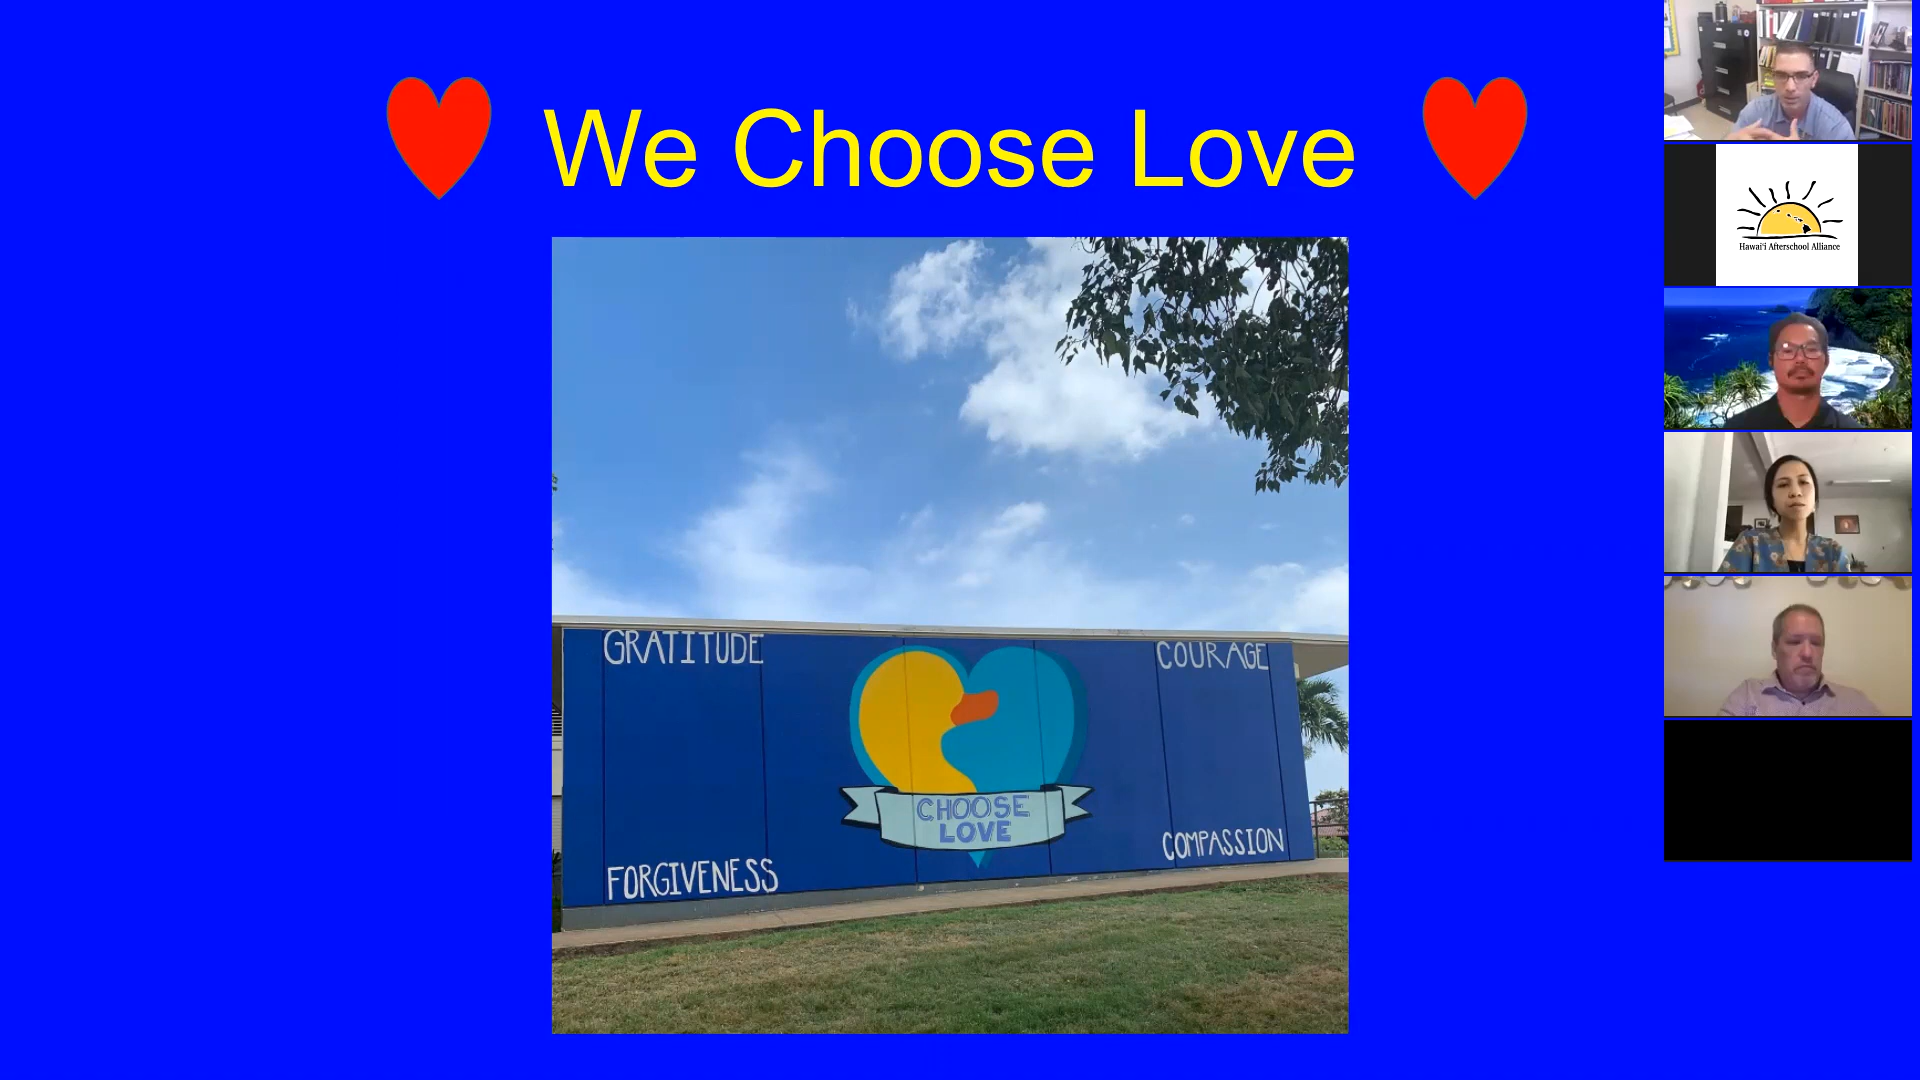 We Choose Love
GRATITUDE
COURAGE
CHOOSE
LOVE
FORGIVENESS
COMPASSION
Hawai'i Afterschool Alliance